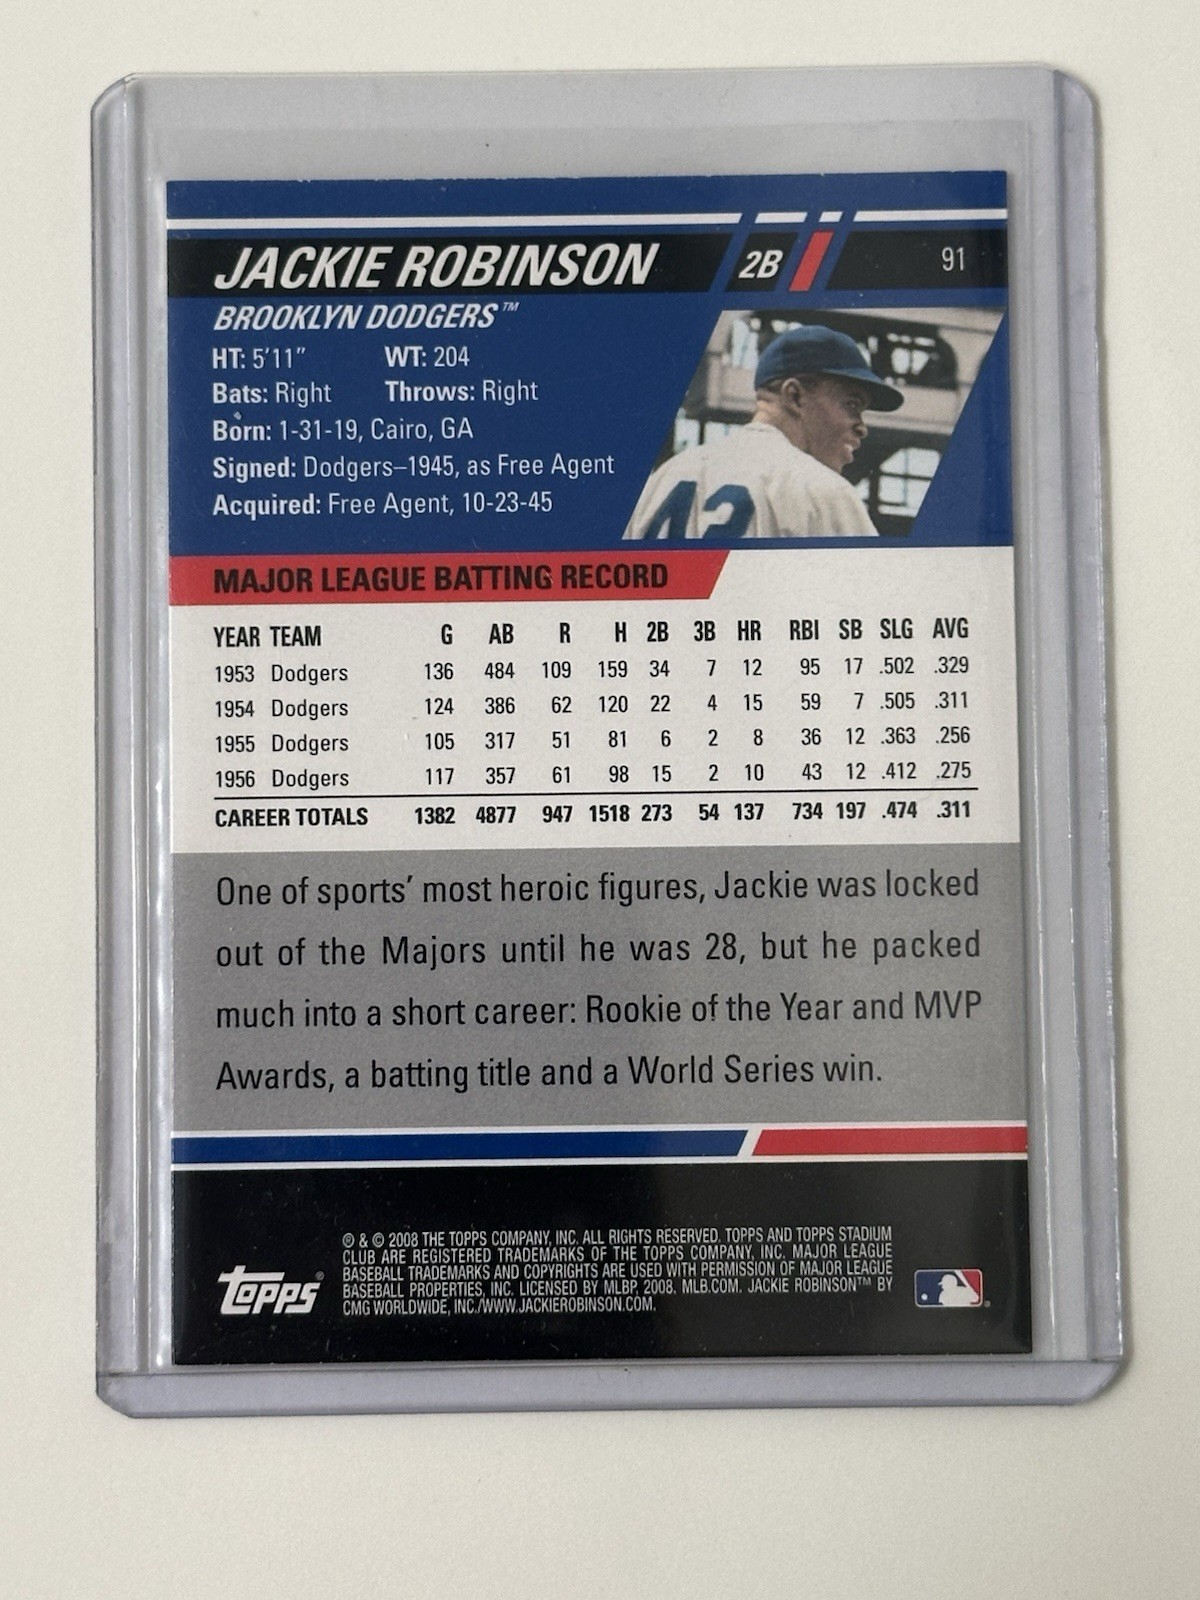 JACKIE ROBINSON 2B 91
BROOKLYN DODGERS™
HT: 5'11" WT: 204
Bats: Right Throws: Right
Born: 1-31-19, Cairo, GA
Signed: Dodgers–1945, as Free Agent
Acquired: Free Agent, 10-23-45
42
MAJOR LEAGUE BATTING RECORD
YEAR TEAM G AB R H 2B 3B HR RBI SB SLG AVG
1953 Dodgers 136 484 109 159 34 7 12 95 17 .502 .329
1954 Dodgers 124 386 62 120 22 4 15 59 7 .505 .311
1955 Dodgers 105 317 51 81 6 2 8 36 12 .363 .256
1956 Dodgers 117 357 61 98 15 2 10 43 12 .412 .275
CAREER TOTALS 1382 4877 947 1518 273 54 137 734 197 .474 .311
One of sports' most heroic figures, Jackie was locked
out of the Majors until he was 28, but he packed
much into a short career: Rookie of the Year and MVP
Awards, a batting title and a World Series win.
® & © 2008 THE TOPPS COMPANY, INC. ALL RIGHTS RESERVED. TOPPS AND TOPPS STADIUM
CLUB ARE REGISTERED TRADEMARKS OF THE TOPPS COMPANY, INC. MAJOR LEAGUE
BASEBALL TRADEMARKS AND COPYRIGHTS ARE USED WITH PERMISSION OF MAJOR LEAGUE
BASEBALL PROPERTIES, INC. LICENSED BY MLBP, 2008. MLB.COM. JACKIE ROBINSON™ BY
CMG WORLDWIDE, INC./WWW.JACKIEROBINSON.COM.
TOPPS®